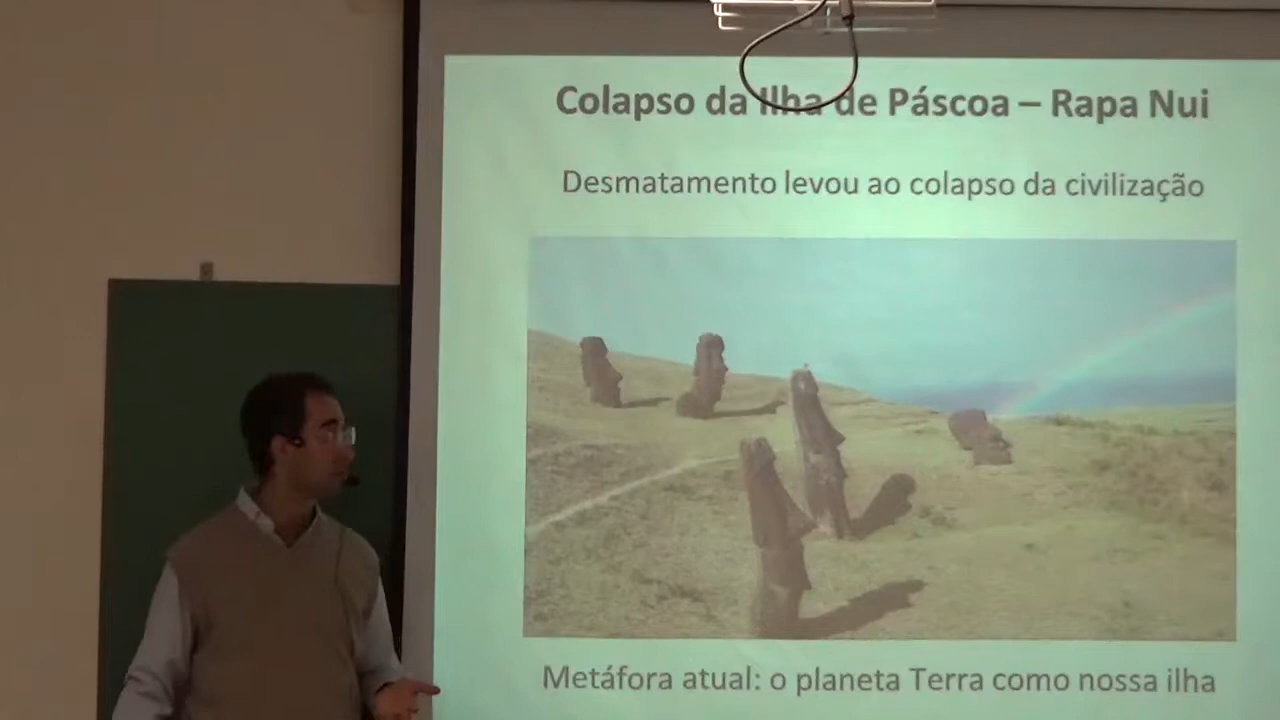 Colapso da Ilha de Páscoa – Rapa Nui
Desmatamento levou ao colapso da civilização
Metáfora atual: o planeta Terra como nossa ilha